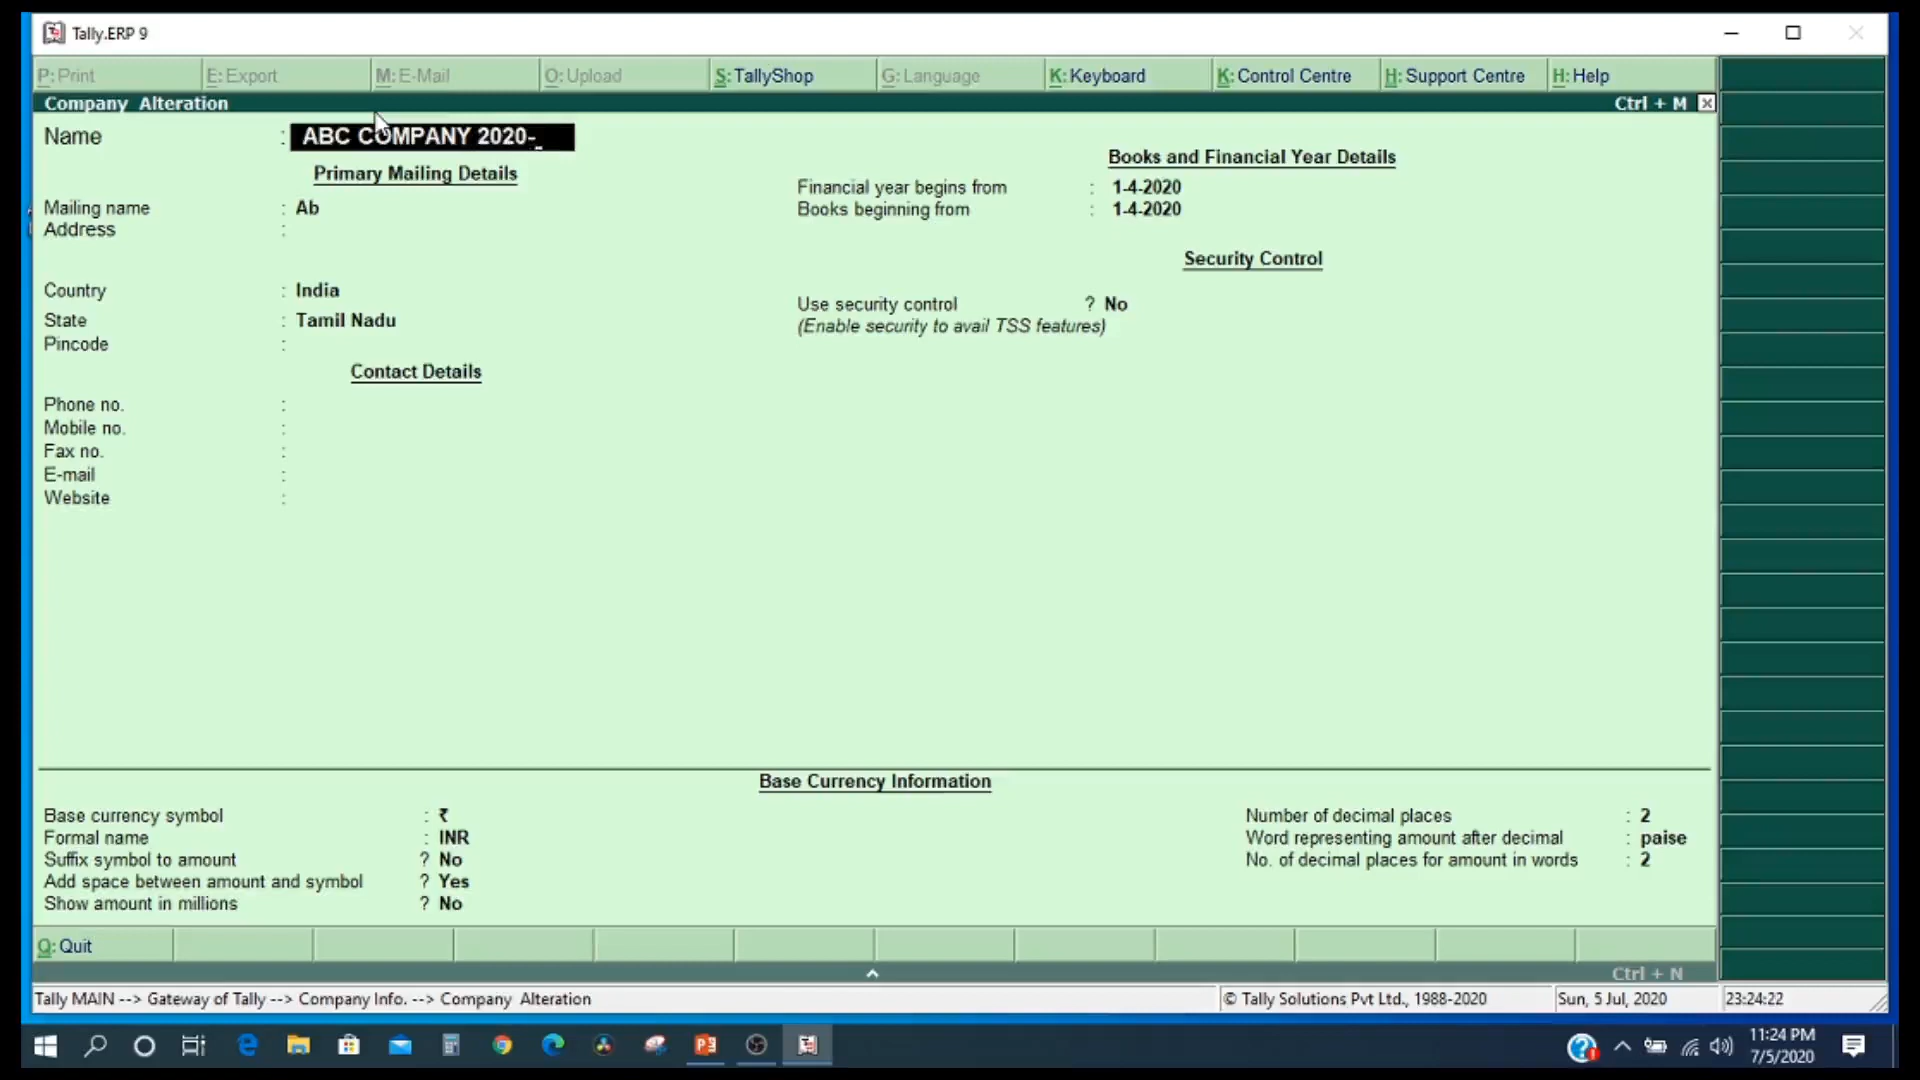 Tally.ERP 9
P: Print E: Export M: E-Mail O: Upload S: TallyShop G: Language K: Keyboard K: Control Centre H: Support Centre H: Help
Company Alteration Ctrl + M
Name : ABC COMPANY 2020-_
Primary Mailing Details
Mailing name : Ab
Address :
Country : India
State : Tamil Nadu
Pincode :
Contact Details
Phone no. :
Mobile no. :
Fax no. :
E-mail :
Website :
Books and Financial Year Details
Financial year begins from : 1-4-2020
Books beginning from : 1-4-2020
Security Control
Use security control ? No
(Enable security to avail TSS features)
Base Currency Information
Base currency symbol : ₹
Formal name : INR
Suffix symbol to amount ? No
Add space between amount and symbol ? Yes
Show amount in millions ? No
Number of decimal places : 2
Word representing amount after decimal : paise
No. of decimal places for amount in words : 2
Q: Quit
Ctrl + N
Tally MAIN --> Gateway of Tally --> Company Info. --> Company Alteration © Tally Solutions Pvt Ltd., 1988-2020 Sun, 5 Jul, 2020 23:24:22
11:24 PM
7/5/2020